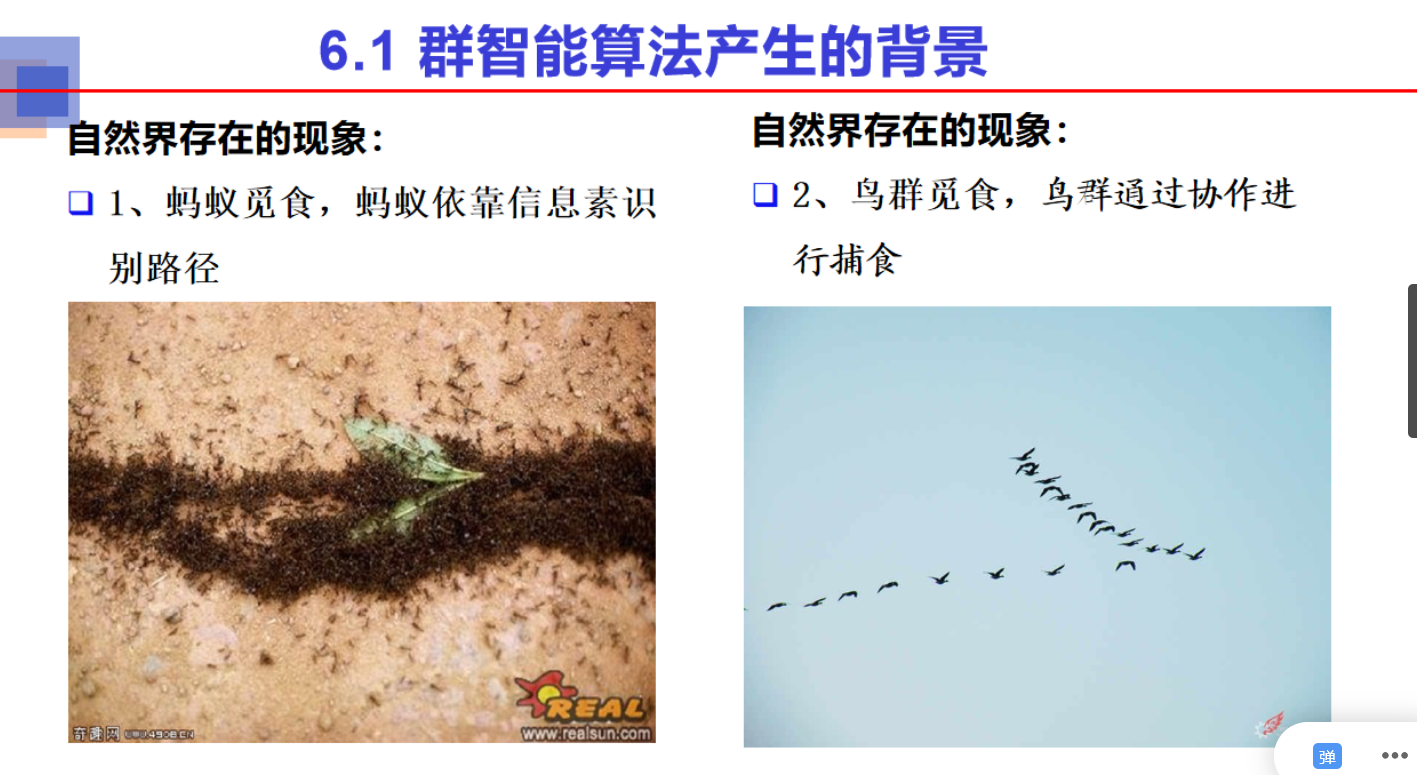 6.1 群智能算法产生的背景
自然界存在的现象：
❑ 1、蚂蚁觅食，蚂蚁依靠信息素识
别路径
REAL
www.realsun.com
自然界存在的现象：
❑ 2、鸟群觅食，鸟群通过协作进
行捕食
弹